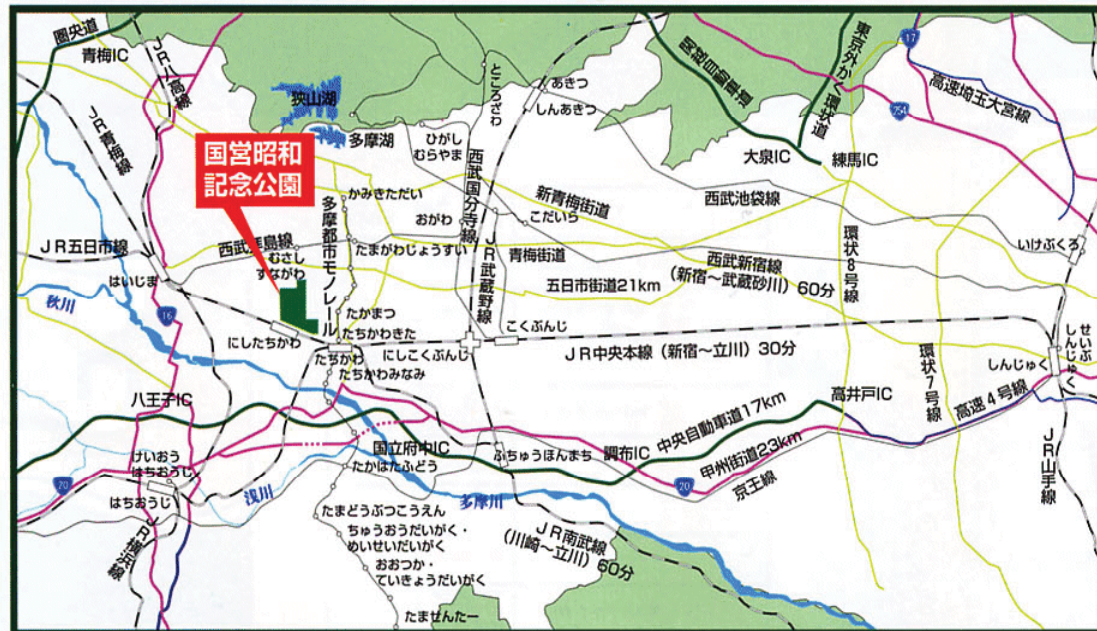 圏央道
青梅IC
JR八高線
JR青梅線
狭山湖
多摩湖
ところざわ
あきつ
しんあきつ
関越自動車道
東京外かく環状道
17
高速埼玉大宮線
254
大泉IC
練馬IC
国営昭和
記念公園
ひがし
むらやま
西武国分寺線
かみきただい
多摩都市モノレール
おがわ
こだいら
新青梅街道
西武池袋線
いけぶくろ
JR五日市線
西武拝島線
むさし
すながわ
たまがわじょうすい
JR武蔵野線
青梅街道
西武新宿線
(新宿～武蔵砂川) 60分
環状8号線
はいじま
五日市街道21km
秋川
16
たかまつ
にしたちかわ
たちかわきた
たちかわ
たちかわみなみ
にしこくぶんじ
こくぶんじ
JR中央本線 (新宿～立川) 30分
環状7号線
しんじゅく
せいぶ
しんじゅく
八王子IC
高井戸IC
高速4号線
中央自動車道17km
国立府中IC
ふちゅうほんまち
調布IC
甲州街道23km
京王線
JR山手線
けいおう
はちおうじ
はちおうじ
20
浅川
たかはたふどう
多摩川
20
JR横浜線
たまどうぶつこうえん
ちゅうおうだいがく・
めいせいだいがく
おおつか・
ていきょうだいがく
たませんたー
JR南武線
(川崎～立川) 60分